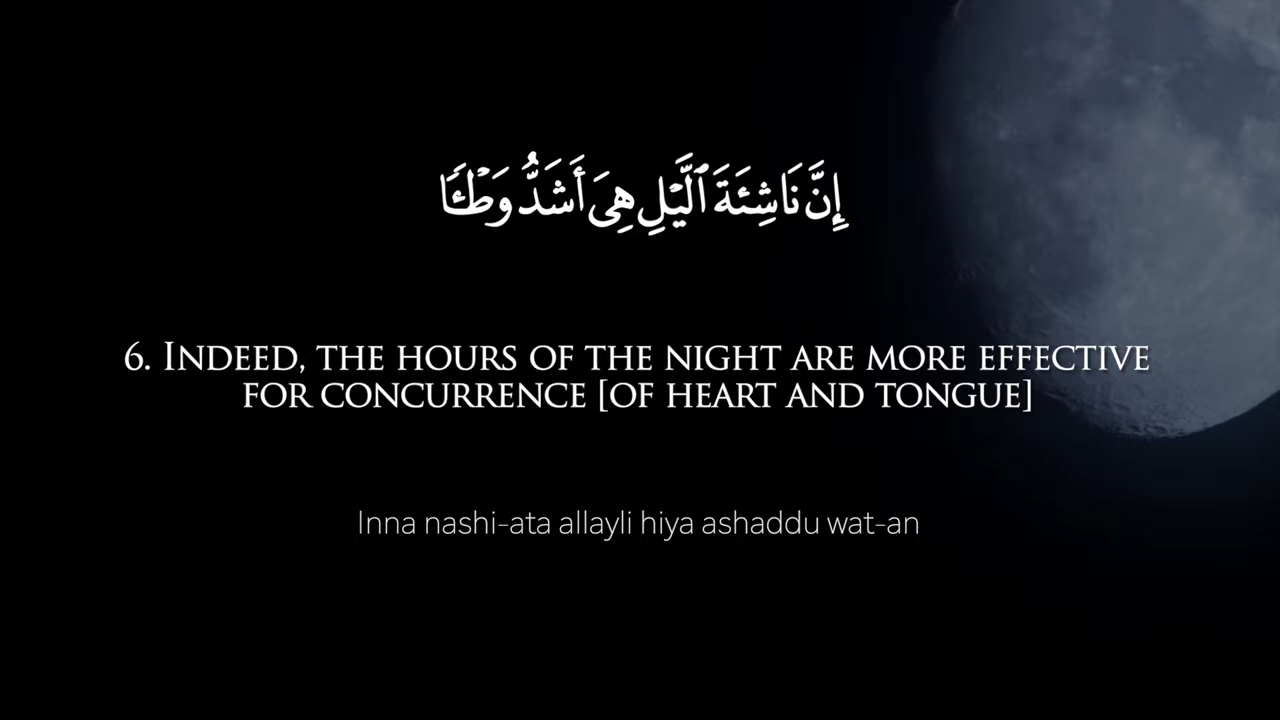 إِنَّ نَاشِئَةَ ٱلَّيْلِ هِىَ أَشَدُّ وَطْـًٔا
6. Indeed, the hours of the night are more effective
for concurrence [of heart and tongue]
Inna nashi-ata allayli hiya ashaddu wat-an